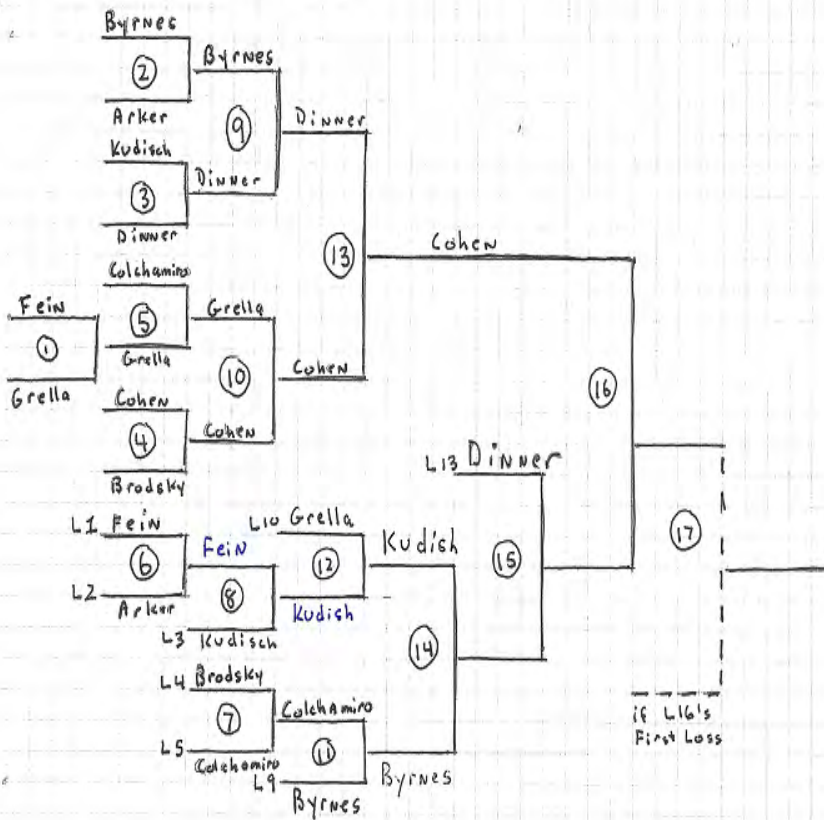 Byrnes
②
Arker
Byrnes
Kudisch
③
Dinner
⑨
Dinner
Dinner
Colchamiro
Fein
①
Grella
⑤
Grella
Grella
Cohen
④
Brodsky
⑩
Cohen
Cohen
⑬
Cohen
⑯
L1 Fein
⑥
L2 Arker
Fein
⑧
L3 Kudisch
L10 Grella
⑫
Kudish
Kudish
L4 Brodsky
⑦
L5 Colchamiro
Colchamiro
⑪
L9 Byrnes
Byrnes
⑭
L13 Dinner
⑮
⑰
if L16's
First Loss